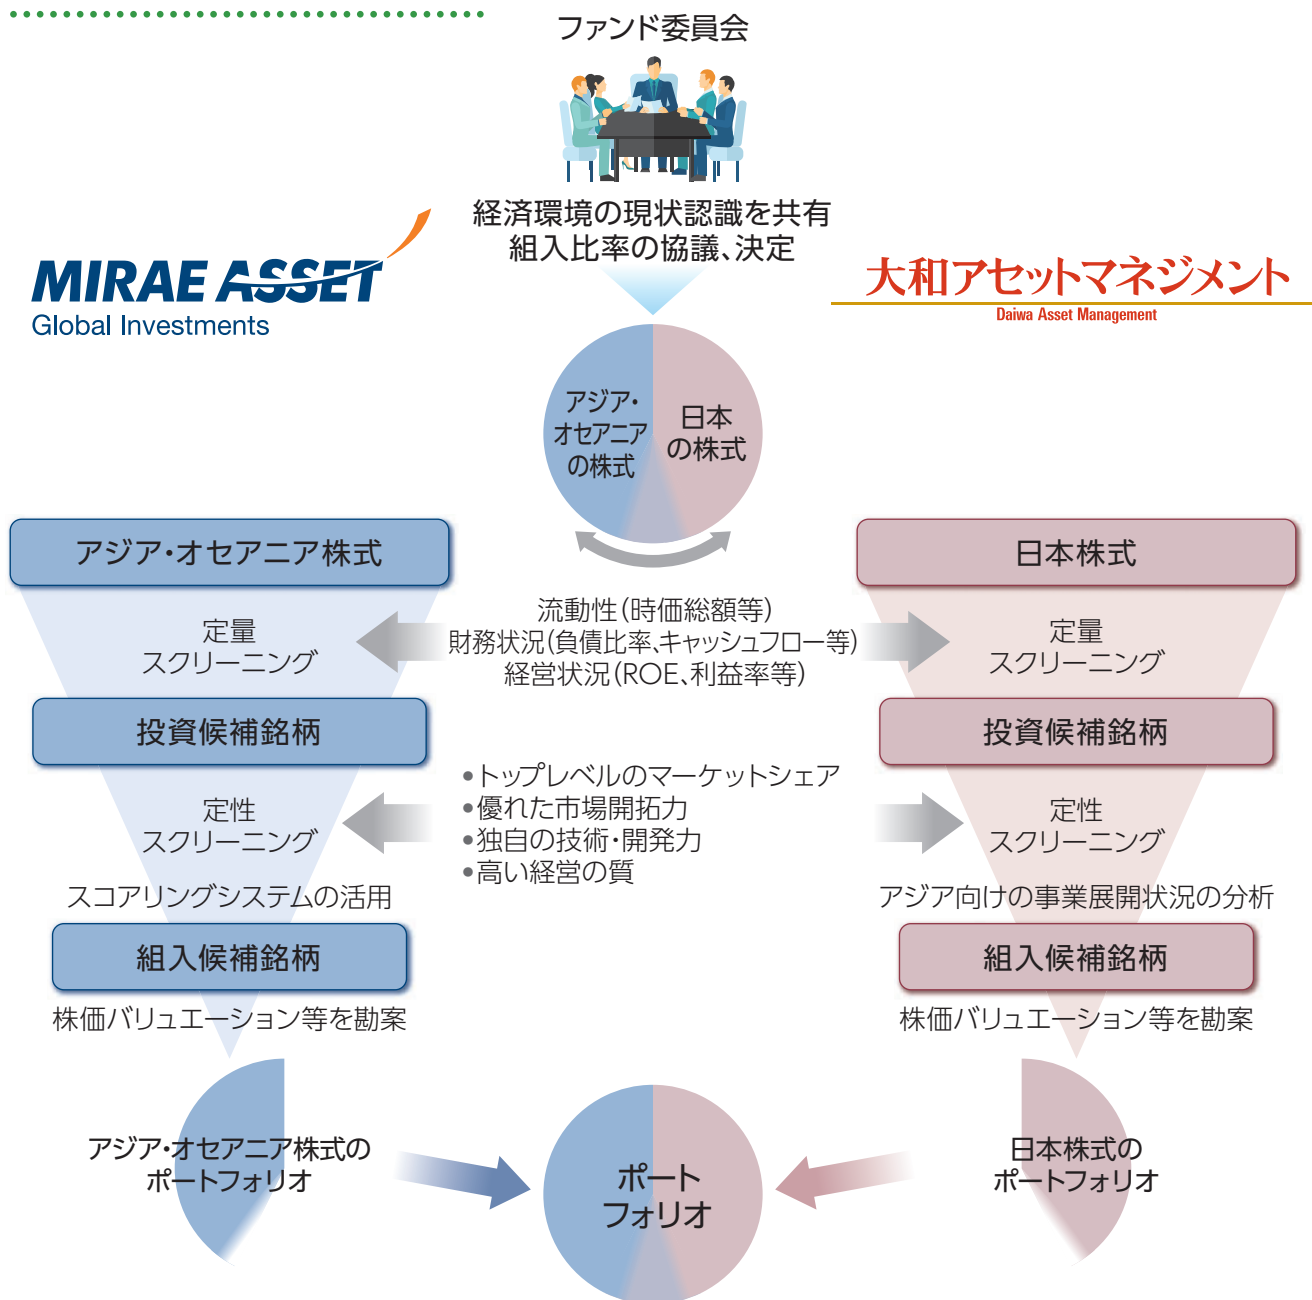 ファンド委員会
経済環境の現状認識を共有
組入比率の協議、決定
MIRAE ASSET
Global Investments
大和アセットマネジメント
Daiwa Asset Management
アジア・
オセアニア
の株式
日本
の株式
アジア・オセアニア株式
日本株式
流動性(時価総額等)
財務状況(負債比率、キャッシュフロー等)
経営状況(ROE、利益率等)
定量
スクリーニング
定量
スクリーニング
投資候補銘柄
投資候補銘柄
•トップレベルのマーケットシェア
•優れた市場開拓力
•独自の技術・開発力
•高い経営の質
定性
スクリーニング
定性
スクリーニング
スコアリングシステムの活用
アジア向けの事業展開状況の分析
組入候補銘柄
組入候補銘柄
株価バリュエーション等を勘案
株価バリュエーション等を勘案
アジア・オセアニア株式の
ポートフォリオ
ポート
フォリオ
日本株式の
ポートフォリオ